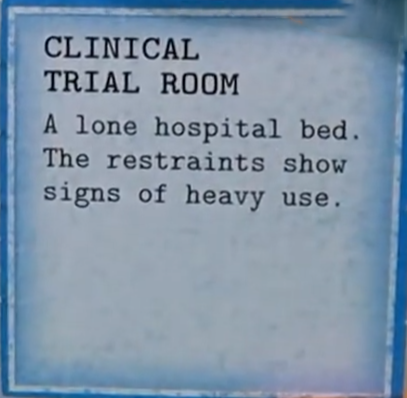 CLINICAL
TRIAL ROOM
A lone hospital bed.
The restraints show
signs of heavy use.